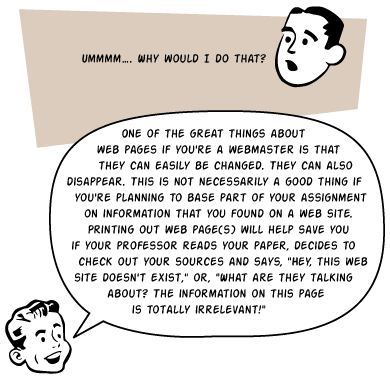 UMMMM.... WHY WOULD I DO THAT?
ONE OF THE GREAT THINGS ABOUT
WEB PAGES IF YOU'RE A WEBMASTER IS THAT
THEY CAN EASILY BE CHANGED. THEY CAN ALSO
DISAPPEAR. THIS IS NOT NECESSARILY A GOOD THING IF
YOU'RE PLANNING TO BASE PART OF YOUR ASSIGNMENT
ON INFORMATION THAT YOU FOUND ON A WEB SITE.
PRINTING OUT WEB PAGE(S) WILL HELP SAVE YOU
IF YOUR PROFESSOR READS YOUR PAPER, DECIDES TO
CHECK OUT YOUR SOURCES AND SAYS, "HEY, THIS WEB
SITE DOESN'T EXIST," OR, "WHAT ARE THEY TALKING
ABOUT? THE INFORMATION ON THIS PAGE
IS TOTALLY IRRELEVANT!"